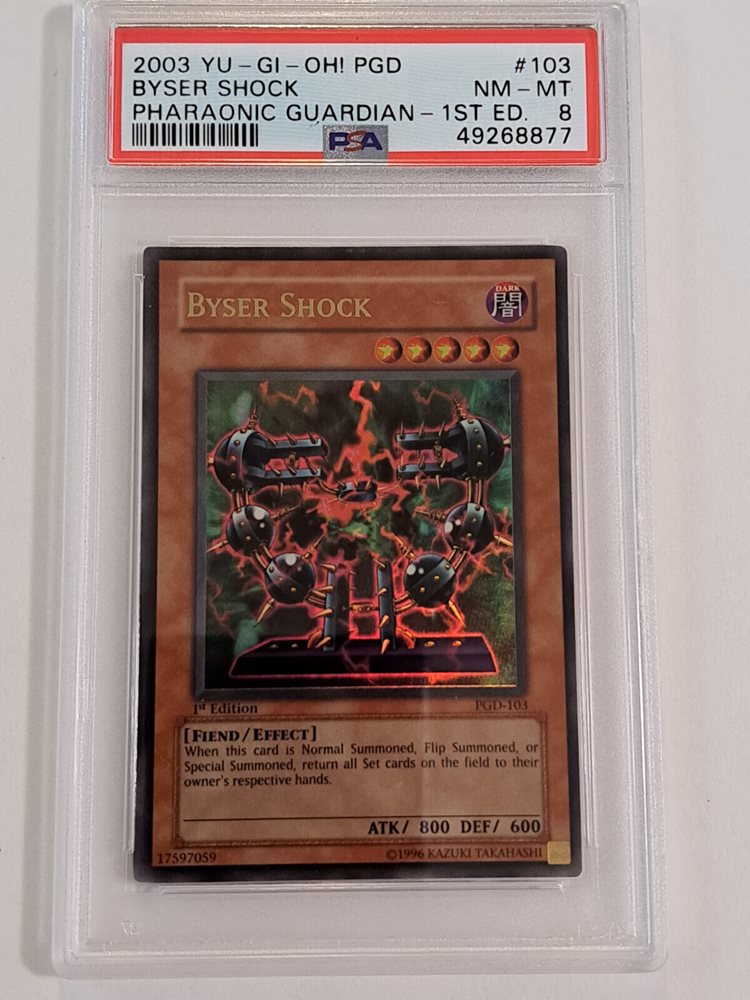 2003 YU-GI-OH! PGD #103
BYSER SHOCK NM-MT
PHARAONIC GUARDIAN-1ST ED. 8
PSA 49268877
BYSER SHOCK
DARK
闇
1st Edition PGD-103
[FIEND/EFFECT]
When this card is Normal Summoned, Flip Summoned, or
Special Summoned, return all Set cards on the field to their
owner's respective hands.
ATK/ 800 DEF/ 600
17597059 ©1996 KAZUKI TAKAHASHI